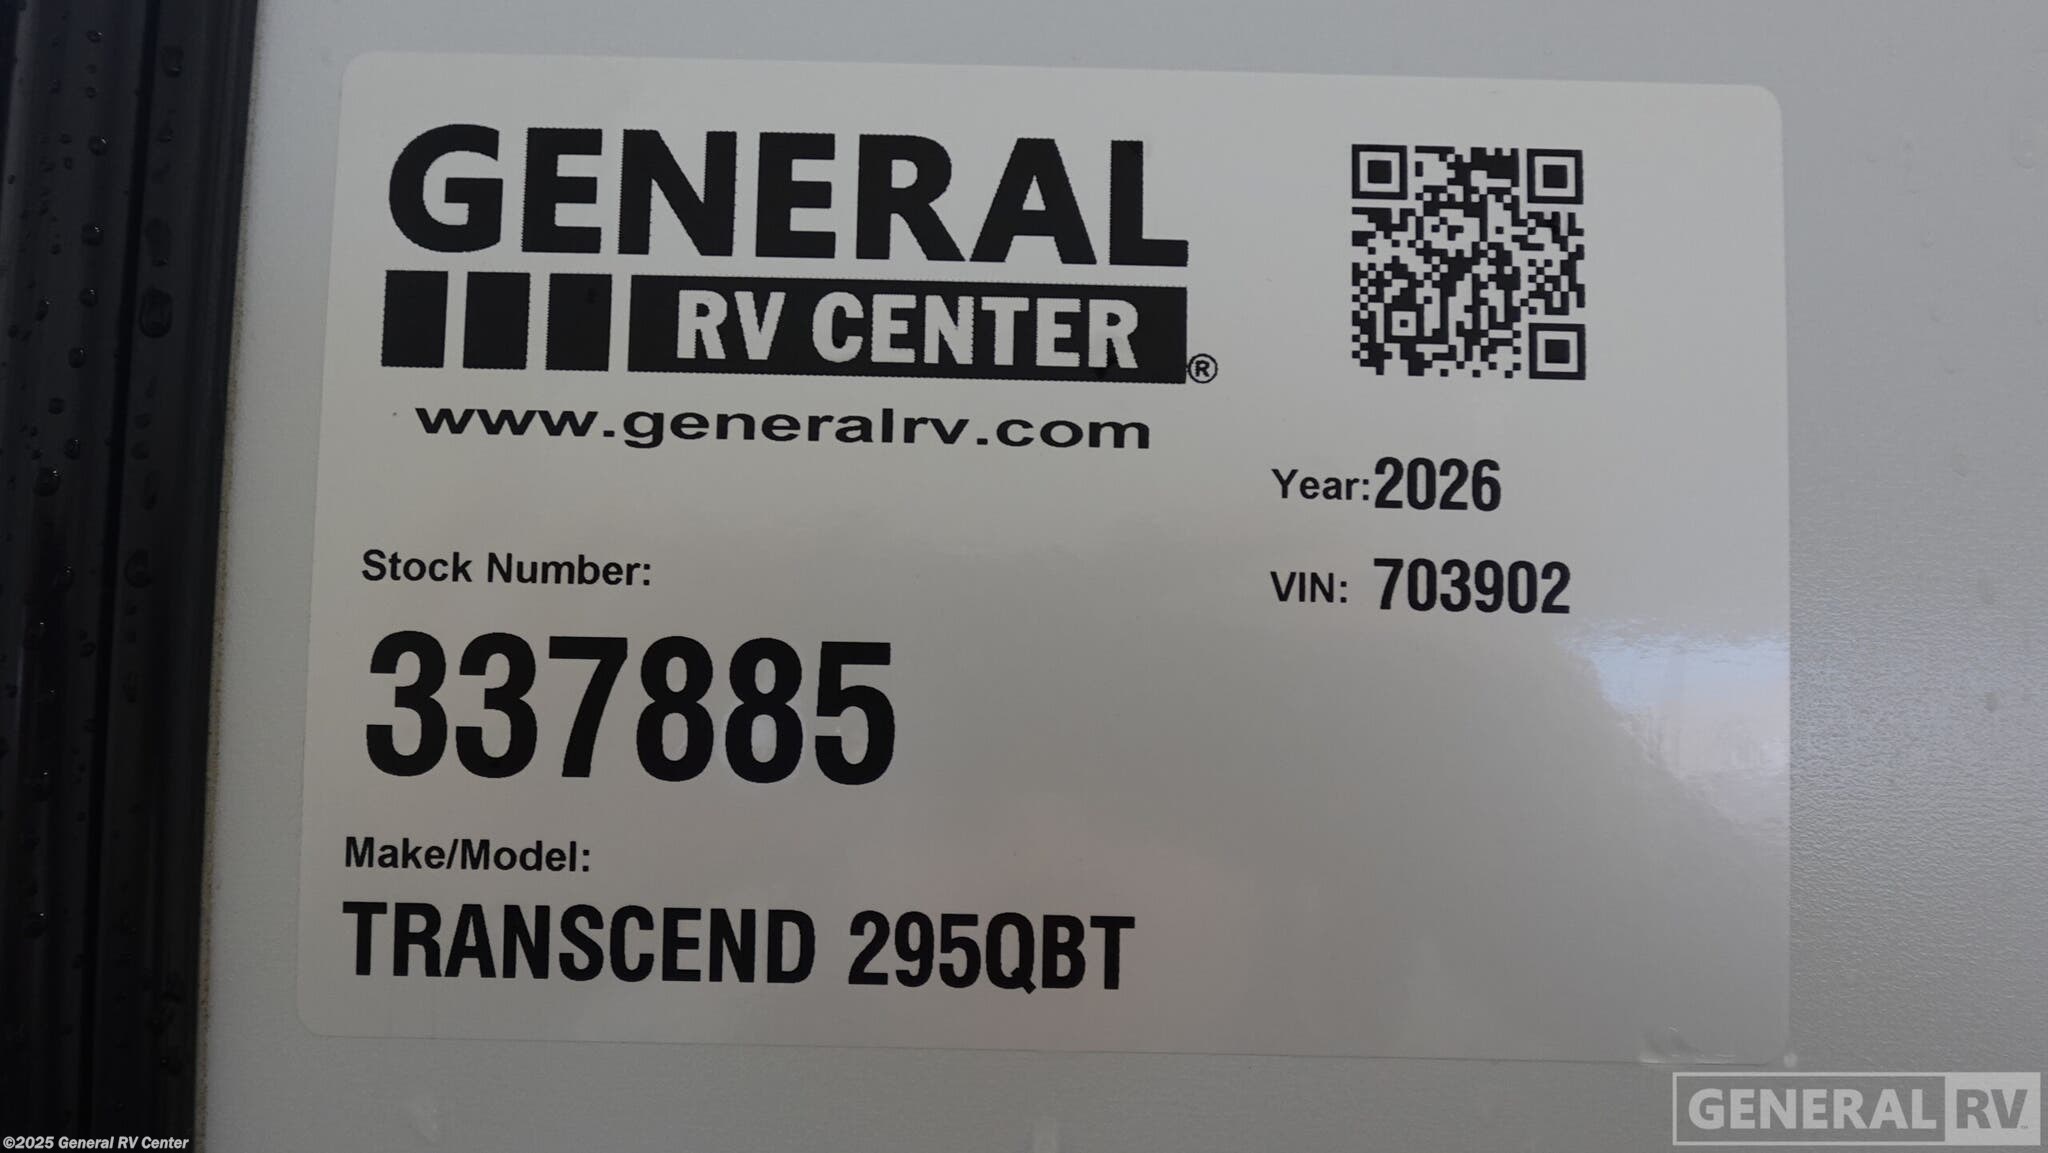 GENERAL
RV CENTER®
www.generalrv.com
Year: 2026
VIN: 703902
Stock Number:
337885
Make/Model:
TRANSCEND 295QBT
GENERAL RV™
©2025 General RV Center